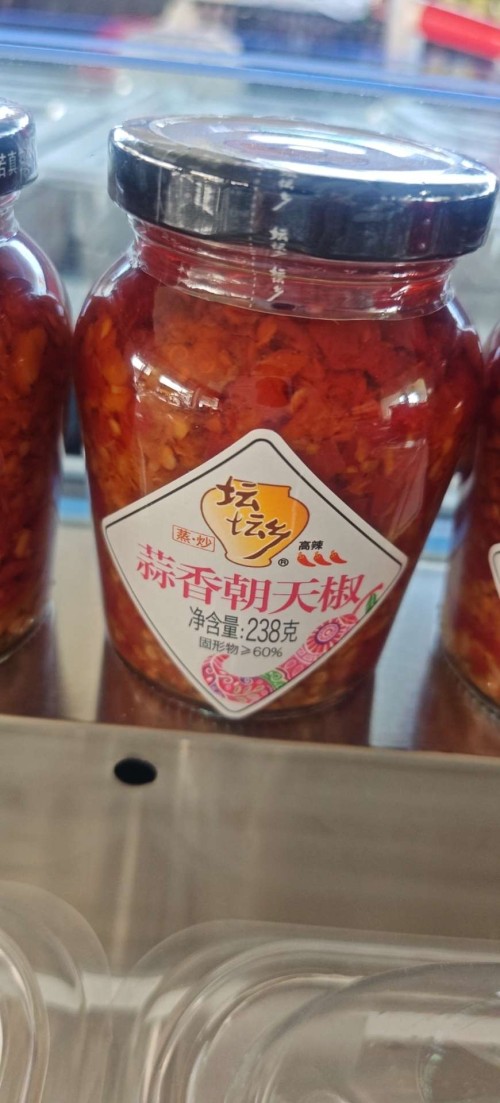 坛
坛乡
®
蒸·炒
高辣
蒜香朝天椒
净含量:238克
固形物≥60%